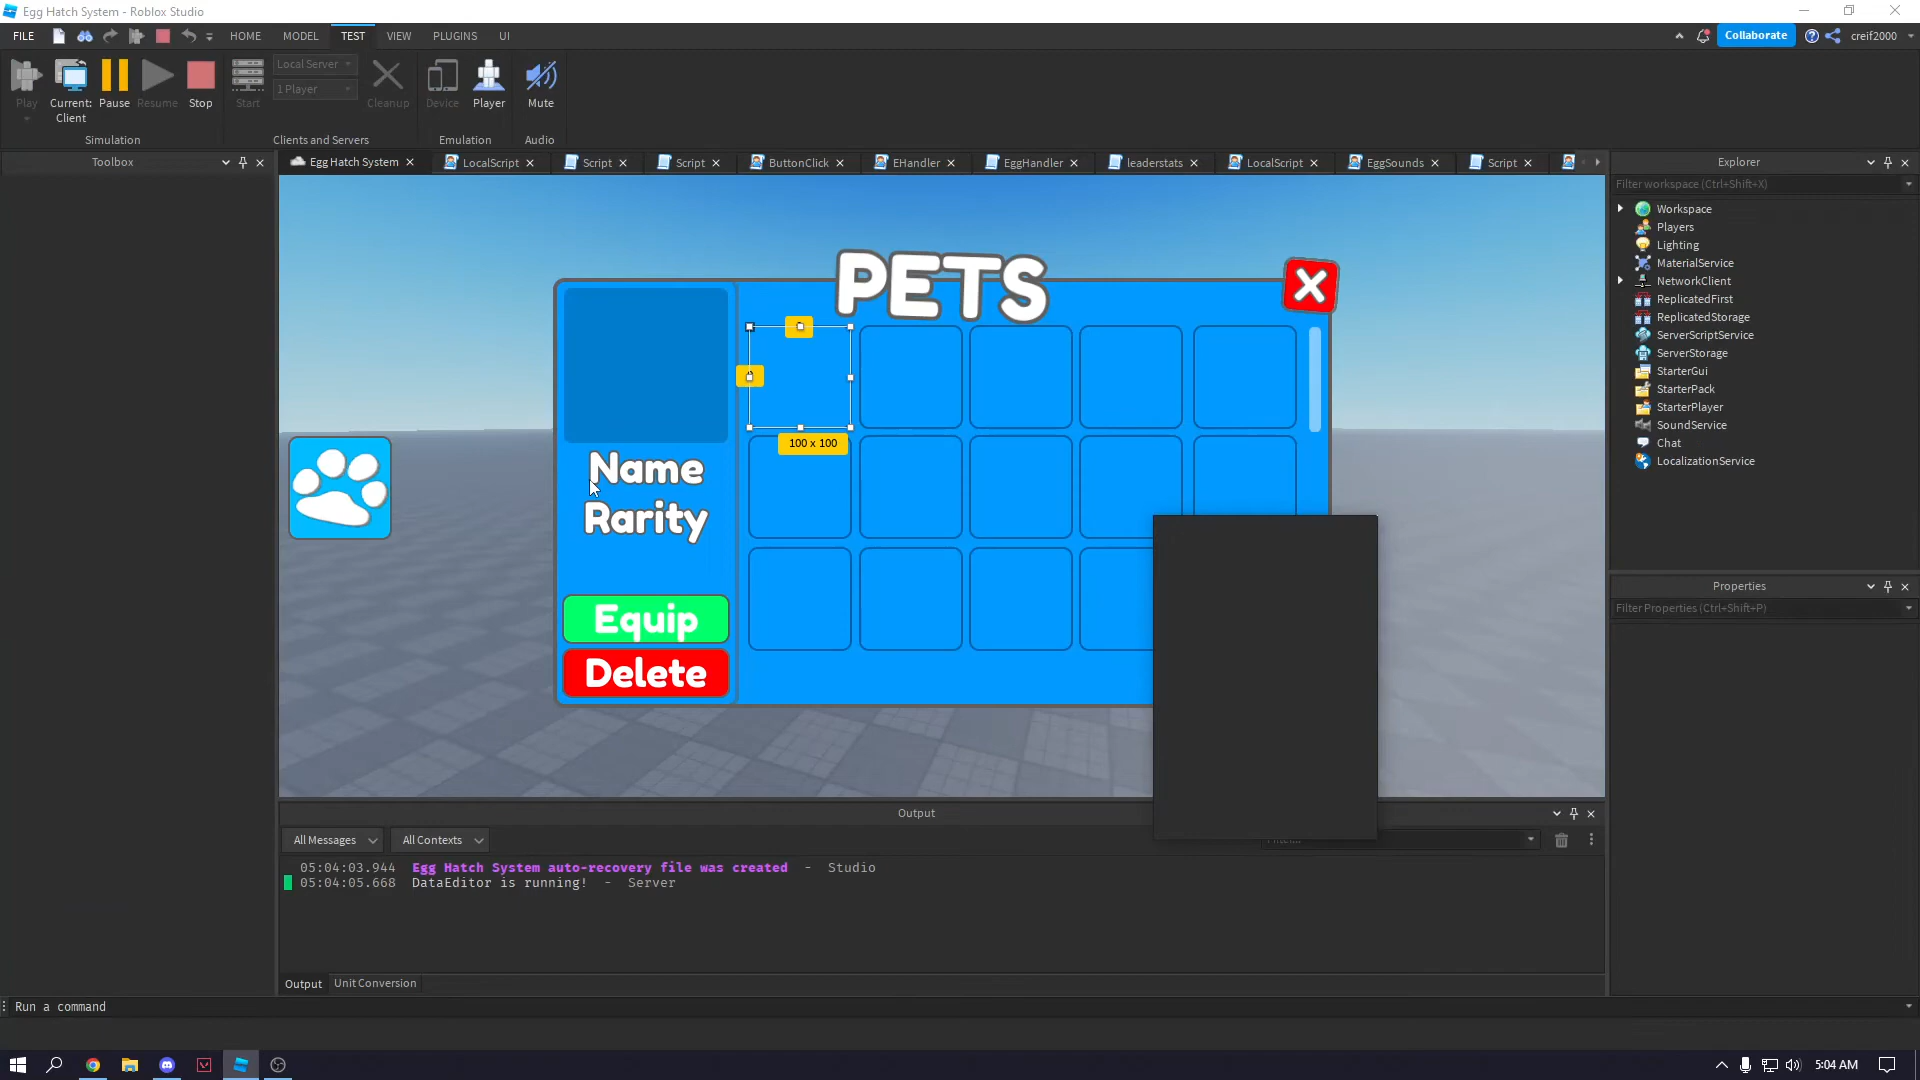 Egg Hatch System - Roblox Studio
FILE HOME MODEL TEST VIEW PLUGINS UI
Collaborate
creif2000
Play
Current: Client
Pause
Resume
Stop
Simulation
Start
Local Server
1 Player
Cleanup
Clients and Servers
Device
Player
Emulation
Mute
Audio
Toolbox
Egg Hatch System
LocalScript
Script
Script
ButtonClick
EHandler
EggHandler
leaderstats
LocalScript
EggSounds
Script
PETS
100 x 100
Name
Rarity
Equip
Delete
Explorer
Filter workspace (Ctrl+Shift+X)
Workspace
Players
Lighting
MaterialService
NetworkClient
ReplicatedFirst
ReplicatedStorage
ServerScriptService
ServerStorage
StarterGui
StarterPack
StarterPlayer
SoundService
Chat
LocalizationService
Properties
Filter Properties (Ctrl+Shift+P)
Output
All Messages
All Contexts
05:04:03.944 Egg Hatch System auto-recovery file was created - Studio
05:04:05.668 DataEditor is running! - Server
Output
Unit Conversion
Run a command
5:04 AM